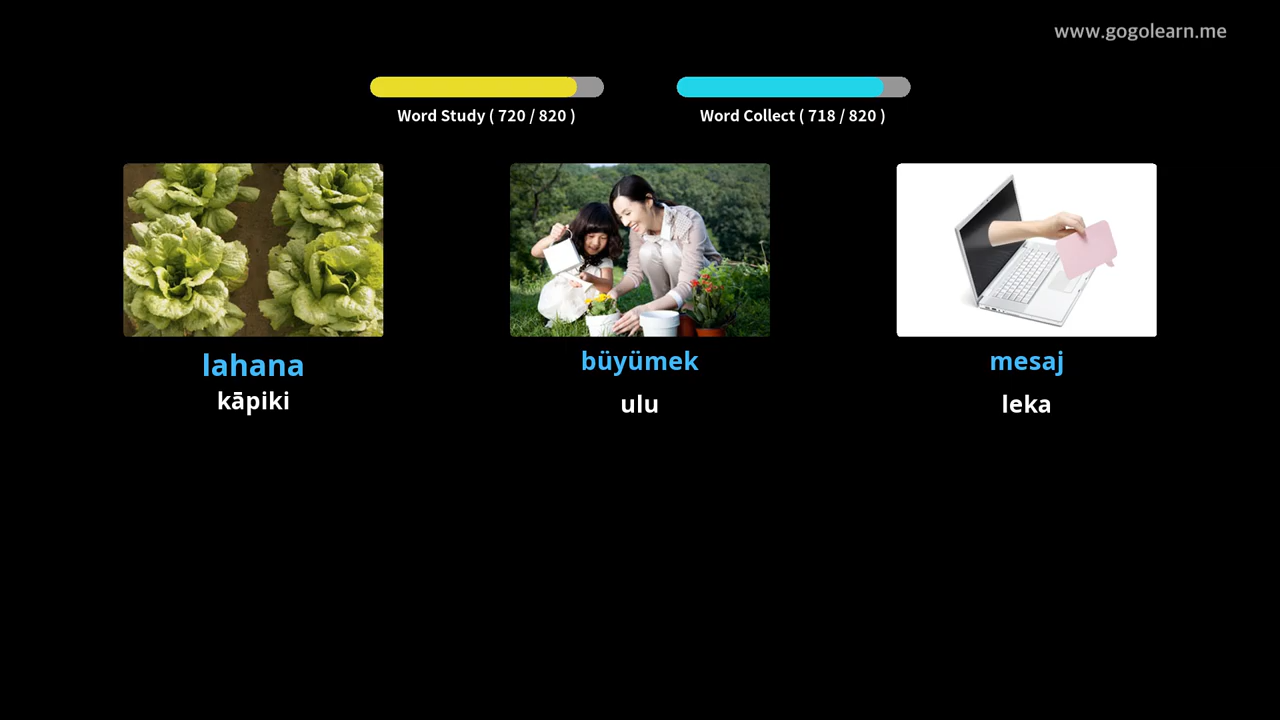 www.gogolearn.me
Word Study ( 720 / 820 )
Word Collect ( 718 / 820 )
lahana
büyümek
mesaj
kāpiki
ulu
leka